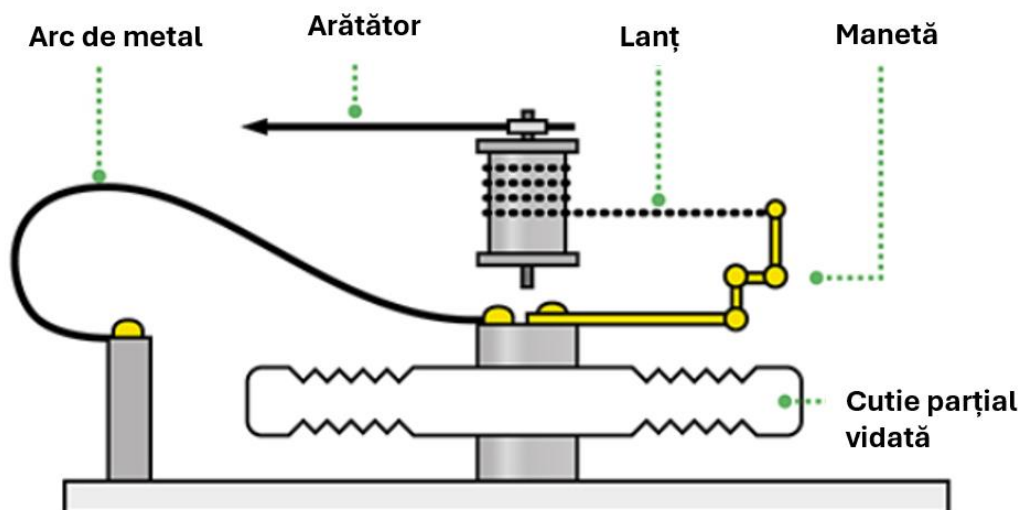 Arc de metal
Arătător
Lanț
Manetă
Cutie parțial
vidată